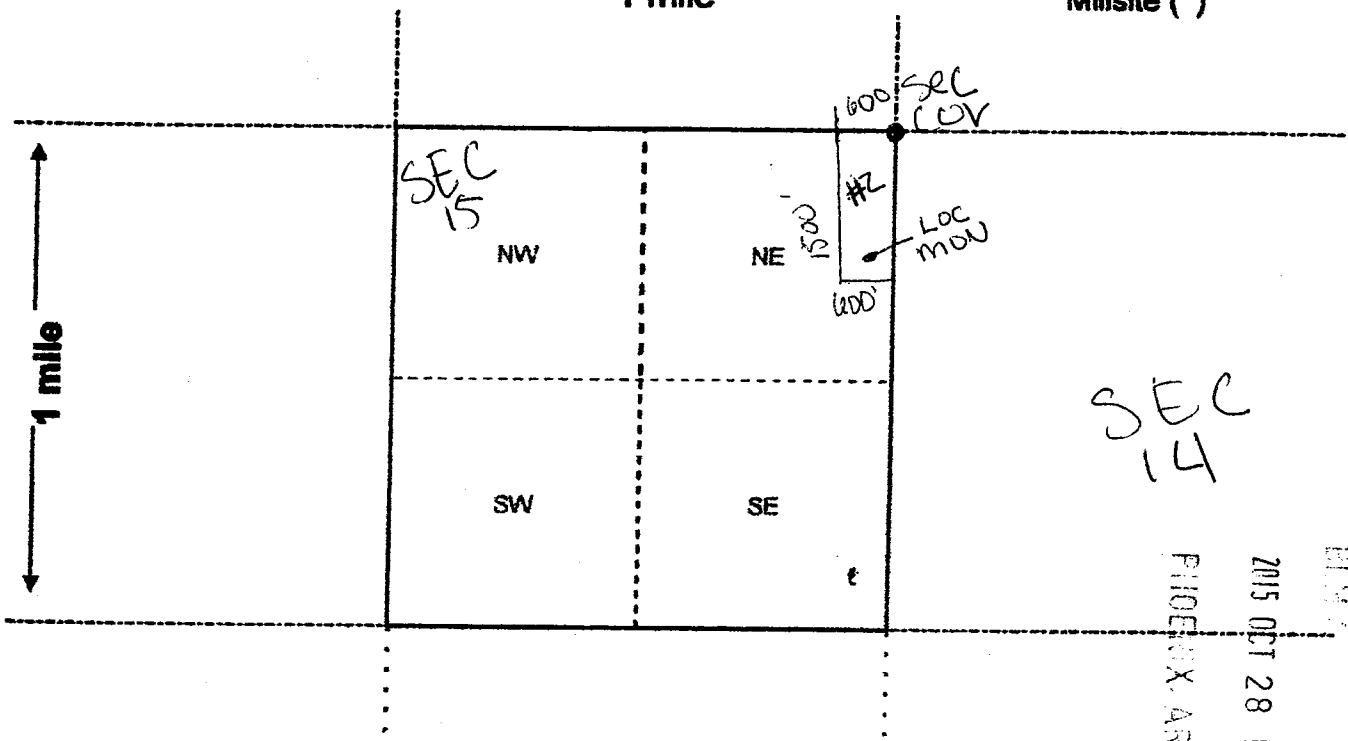 1 mile
Millsite ( )
600 Sec
Cor
SEC
15
NW
NE
1500'
#2
LOC
MON
600'
1 mile
SEC
14
SW
SE
2015 OCT 28
PHOENIX, AR